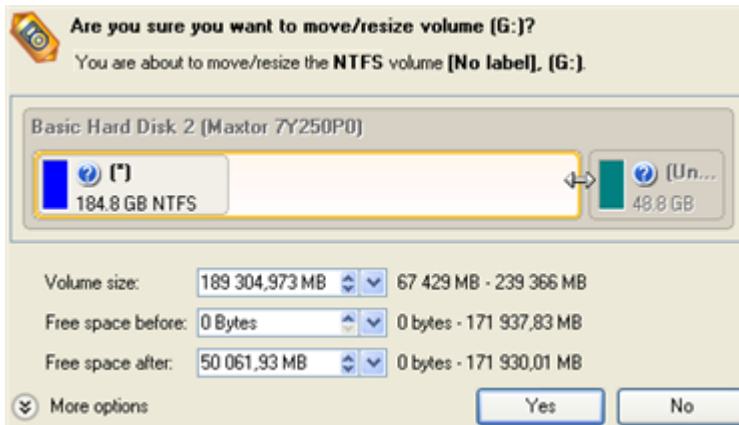 Are you sure you want to move/resize volume (G:)?
You are about to move/resize the NTFS volume [No label], (G:).
Basic Hard Disk 2 (Maxtor 7Y250P0)
(*)
184.8 GB NTFS
(Un...
48.8 GB
Volume size: 189 304,973 MB 67 429 MB - 239 366 MB
Free space before: 0 Bytes 0 bytes - 171 937,83 MB
Free space after: 50 061,93 MB 0 bytes - 171 930,01 MB
More options Yes No